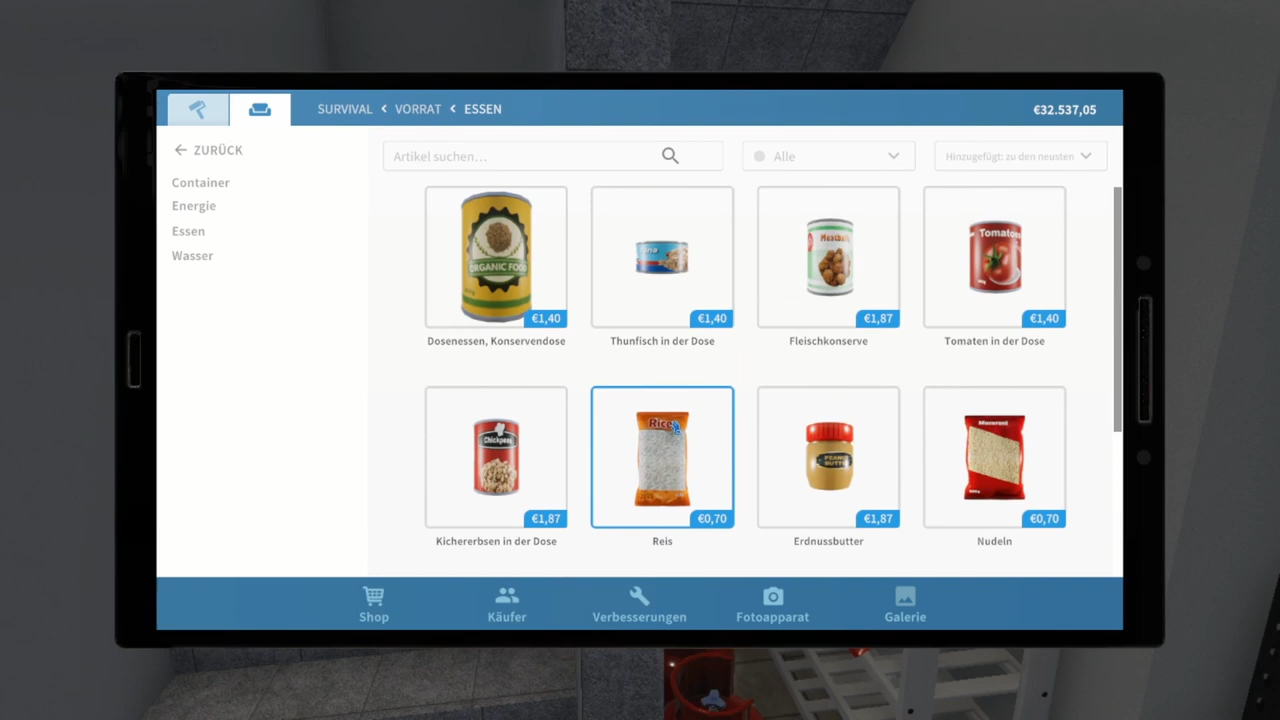 SURVIVAL < VORRAT < ESSEN
€32.537,05
ZURÜCK
Container
Energie
Essen
Wasser
Artikel suchen...
Alle
Hinzugefügt: zu den neusten
ORGANIC FOOD
€1,40
Dosenessen, Konservendose
€1,40
Thunfisch in der Dose
Meatballs
€1,87
Fleischkonserve
Tomatoes
€1,40
Tomaten in der Dose
Chickpeas
€1,87
Kichererbsen in der Dose
Rice
€0,70
Reis
PEANUT
BUTTER
€1,87
Erdnussbutter
Macaroni
€0,70
Nudeln
Shop
Käufer
Verbesserungen
Fotoapparat
Galerie